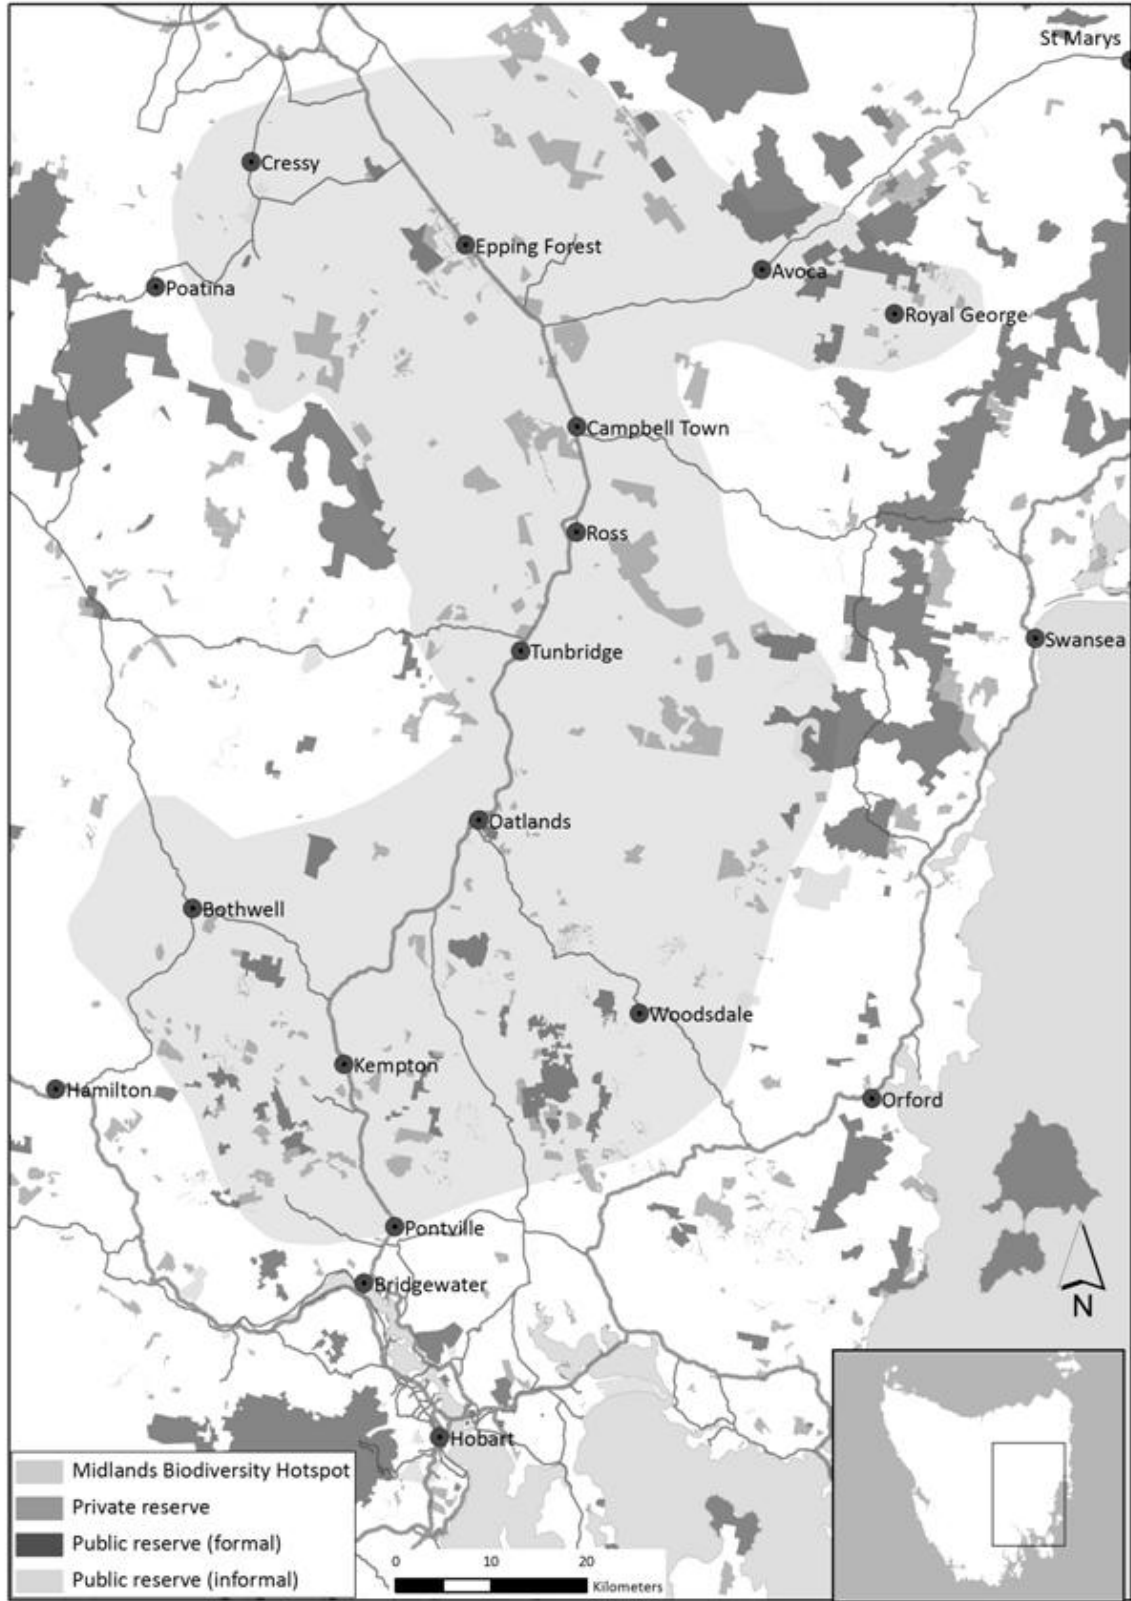 St Marys
Cressy
Epping Forest
Avoca
Poatina
Royal George
Campbell Town
Ross
Swansea
Tunbridge
Oatlands
Bothwell
Woodsdale
Kempton
Hamilton
Orford
Pontville
Bridgewater
N
Hobart
Midlands Biodiversity Hotspot
Private reserve
Public reserve (formal)
Public reserve (informal)
0 10 20
Kilometers